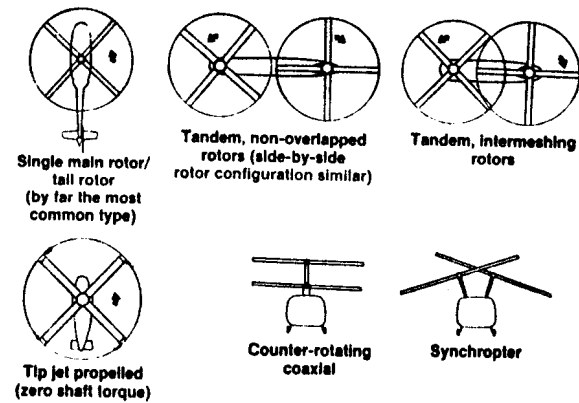 Single main rotor/
tail rotor
(by far the most
common type)
Tandem, non-overlapped
rotors (side-by-side
rotor configuration similar)
Tandem, intermeshing
rotors
Tip jet propelled
(zero shaft torque)
Counter-rotating
coaxial
Synchropter